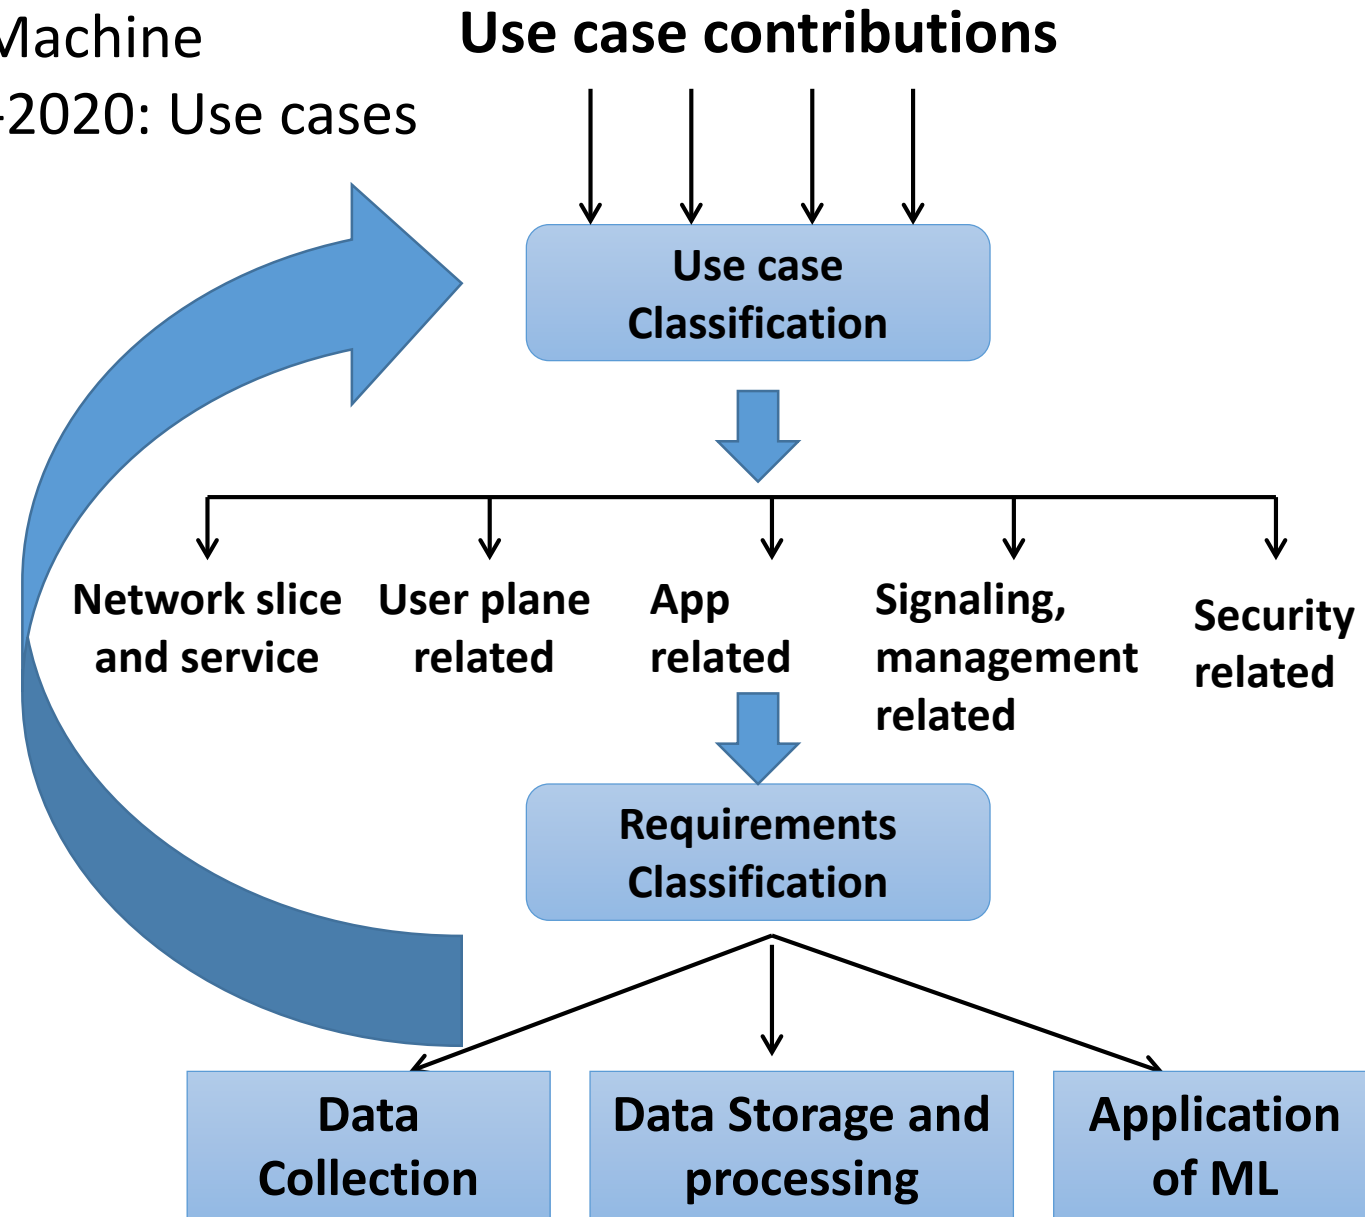 Machine
-2020: Use cases
Use case contributions
Use case
Classification
Network slice
and service
User plane
related
App
related
Signaling,
management
related
Security
related
Requirements
Classification
Data
Collection
Data Storage and
processing
Application
of ML